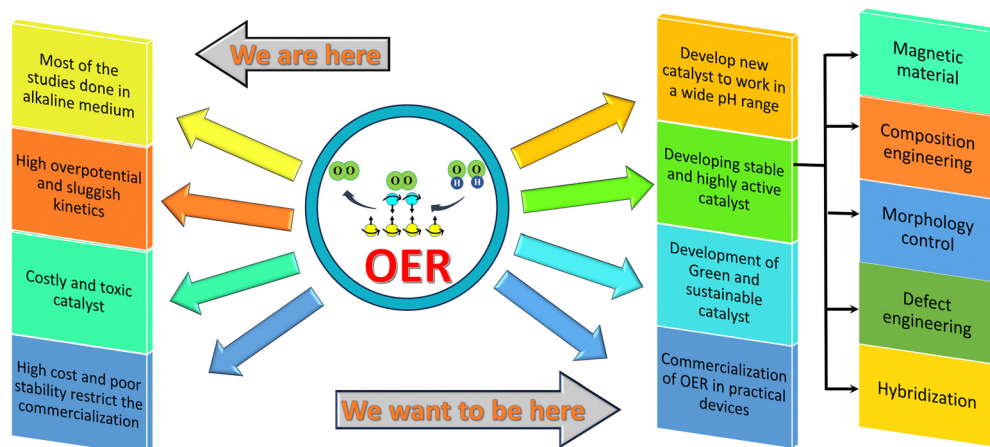 We are here
Most of the
studies done in
alkaline medium
High overpotential
and sluggish
kinetics
Costly and toxic
catalyst
High cost and poor
stability restrict the
commercialization
O O
O O
O O
H H
OER
We want to be here
Develop new
catalyst to work in
a wide pH range
Developing stable
and highly active
catalyst
Development of
Green and
sustainable
catalyst
Commercialization
of OER in practical
devices
Magnetic
material
Composition
engineering
Morphology
control
Defect
engineering
Hybridization